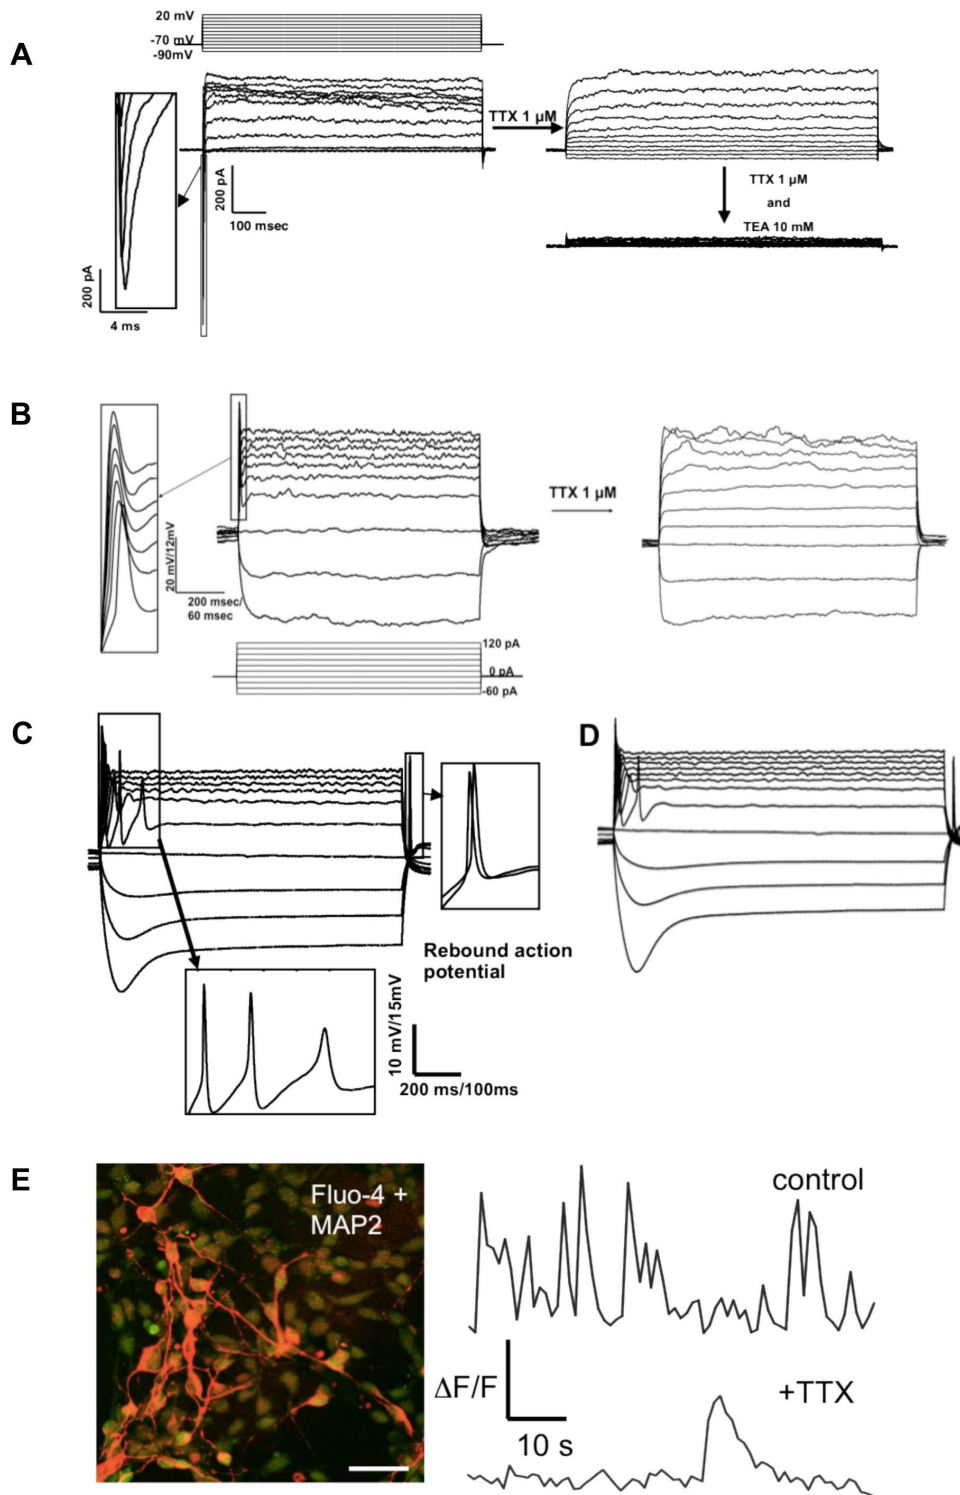 A
20 mV
-70 mV
-90mV
TTX 1 µM
200 pA
100 msec
TTX 1 µM
and
TEA 10 mM
200 pA
4 ms
B
TTX 1 µM
20 mV/12mV
200 msec/
60 msec
120 pA
0 pA
-60 pA
C
D
Rebound action
potential
10 mV/15mV
200 ms/100ms
E
Fluo-4 +
MAP2
control
ΔF/F
10 s
+TTX